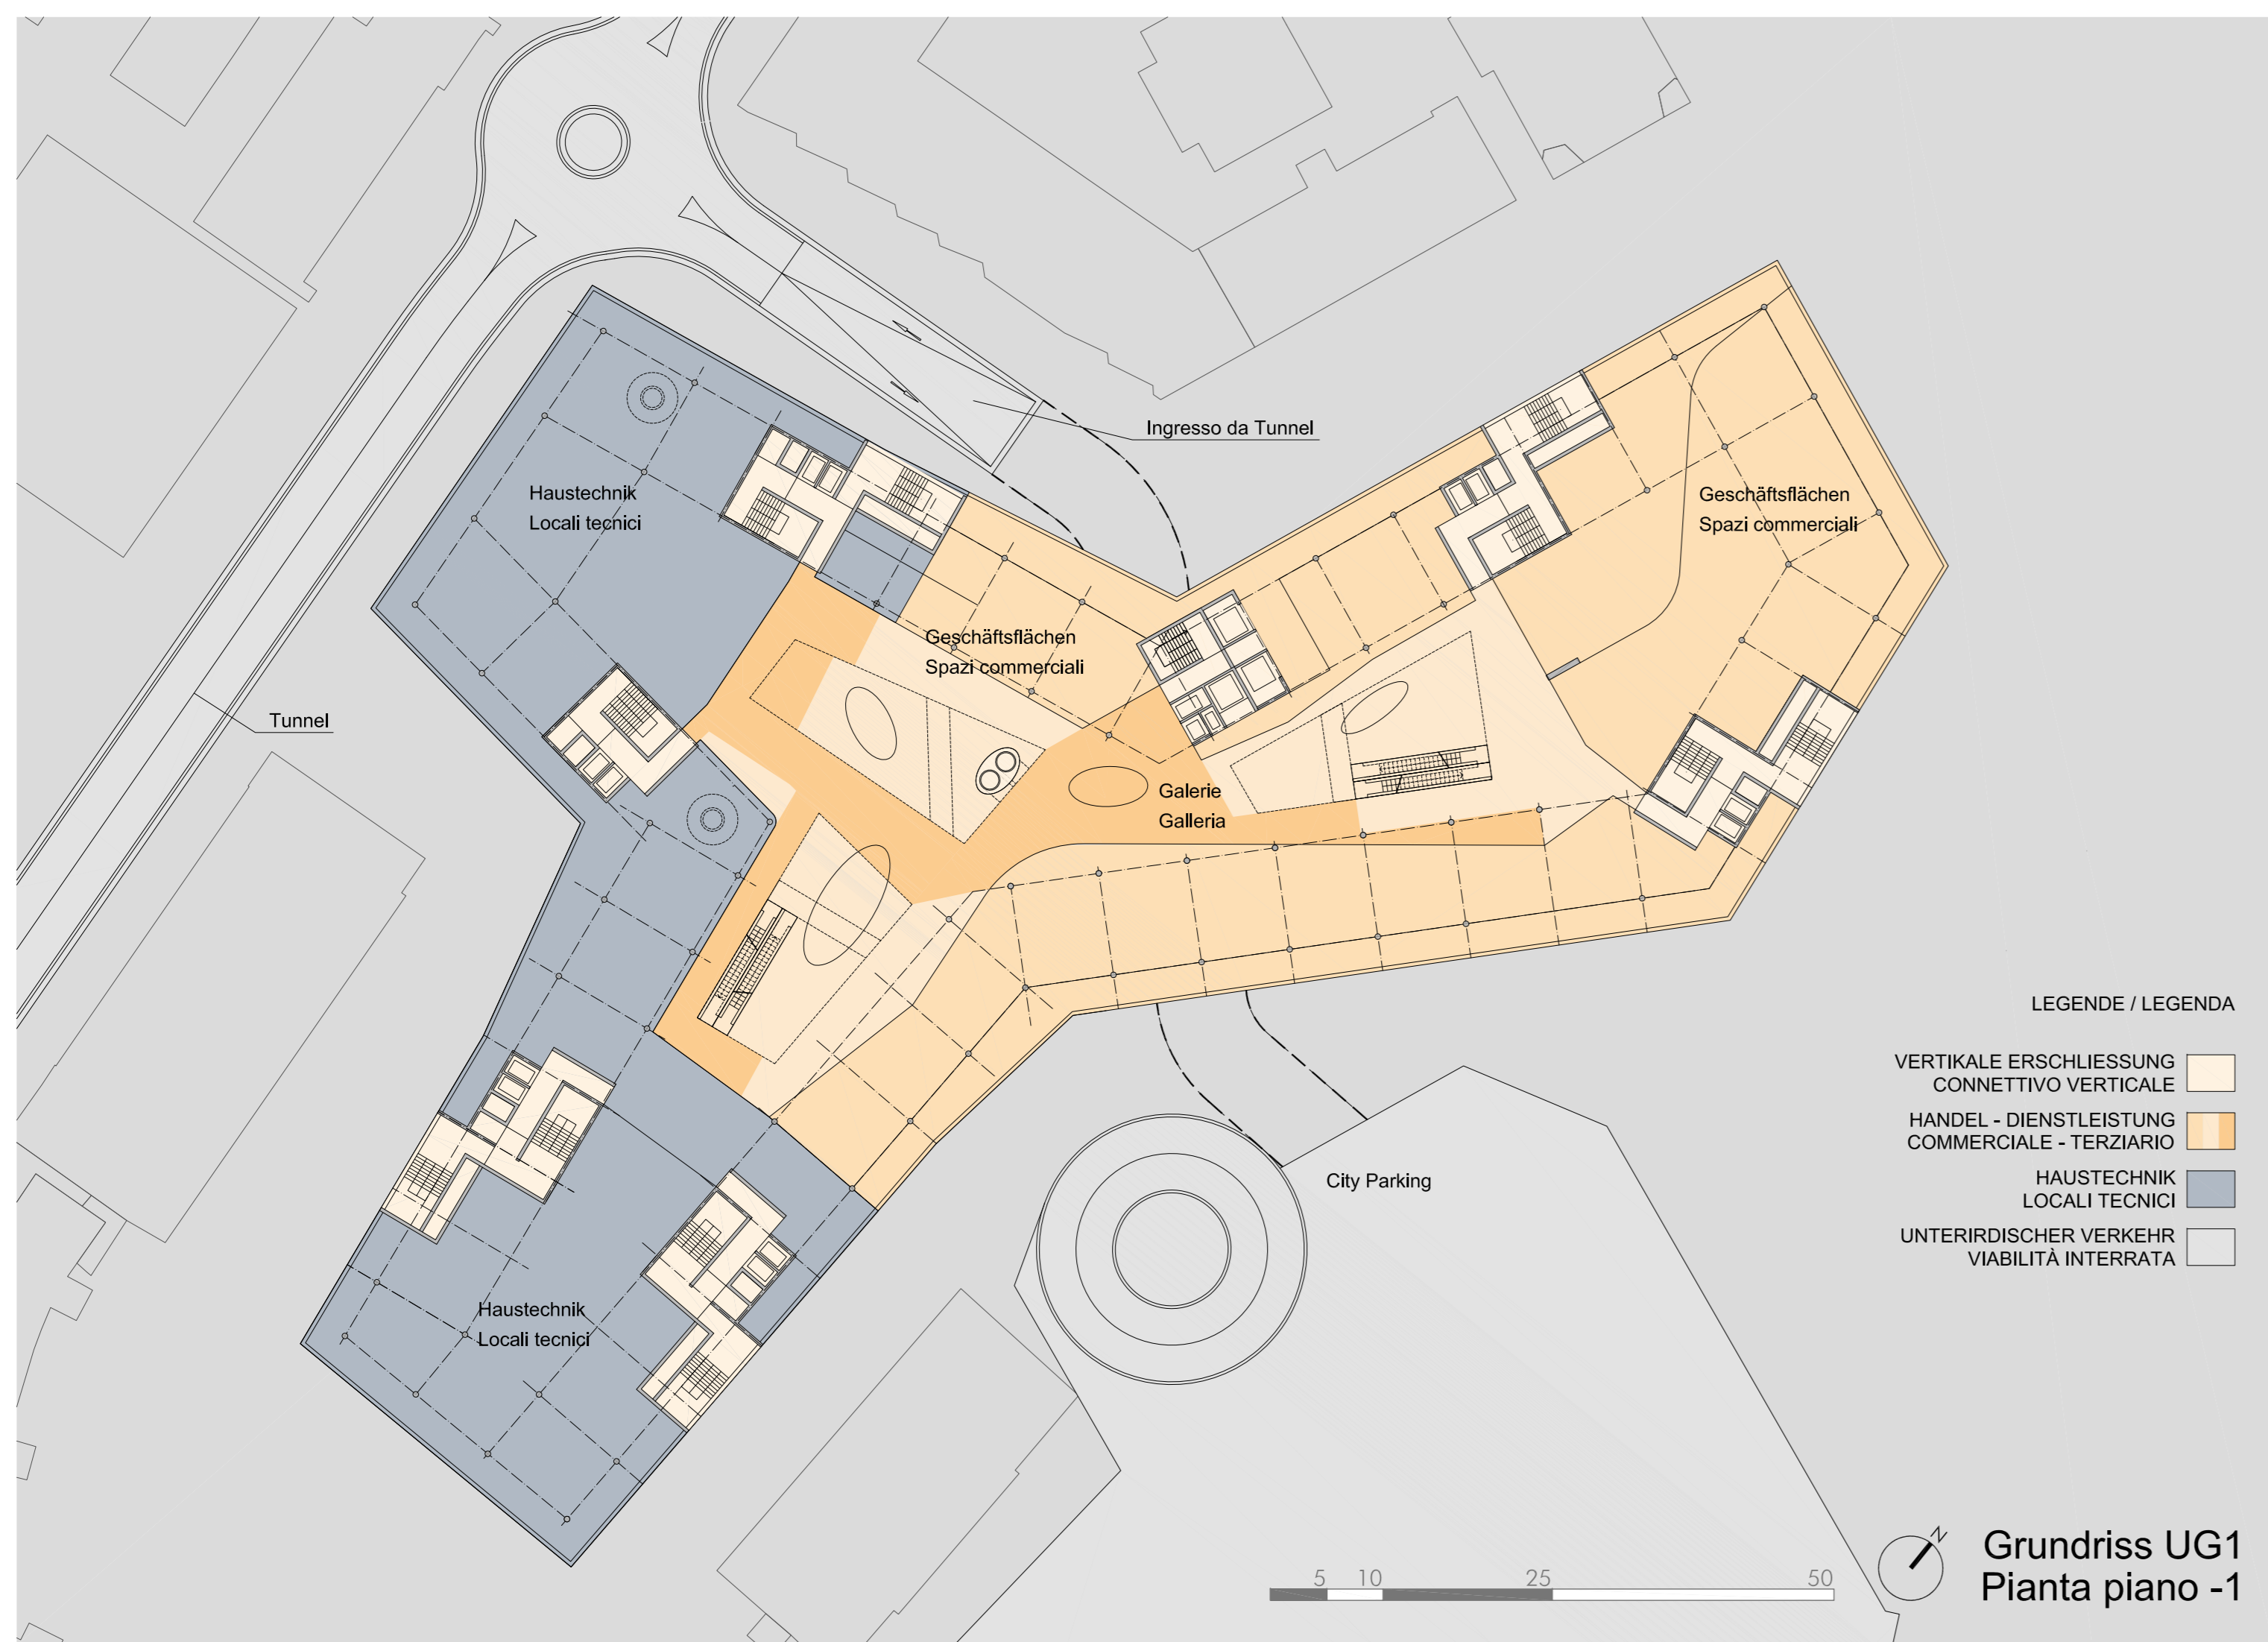 Ingresso da Tunnel
Haustechnik
Locali tecnici
Geschäftsflächen
Spazi commerciali
Geschäftsflächen
Spazi commerciali
Tunnel
Galerie
Galleria
LEGENDE / LEGENDA
VERTIKALE ERSCHLIESSUNG
CONNETTIVO VERTICALE
HANDEL - DIENSTLEISTUNG
COMMERCIALE - TERZIARIO
HAUSTECHNIK
LOCALI TECNICI
UNTERIRDISCHER VERKEHR
VIABILITÀ INTERRATA
City Parking
Haustechnik
Locali tecnici
5 10 25 50
N
Grundriss UG1
Pianta piano -1